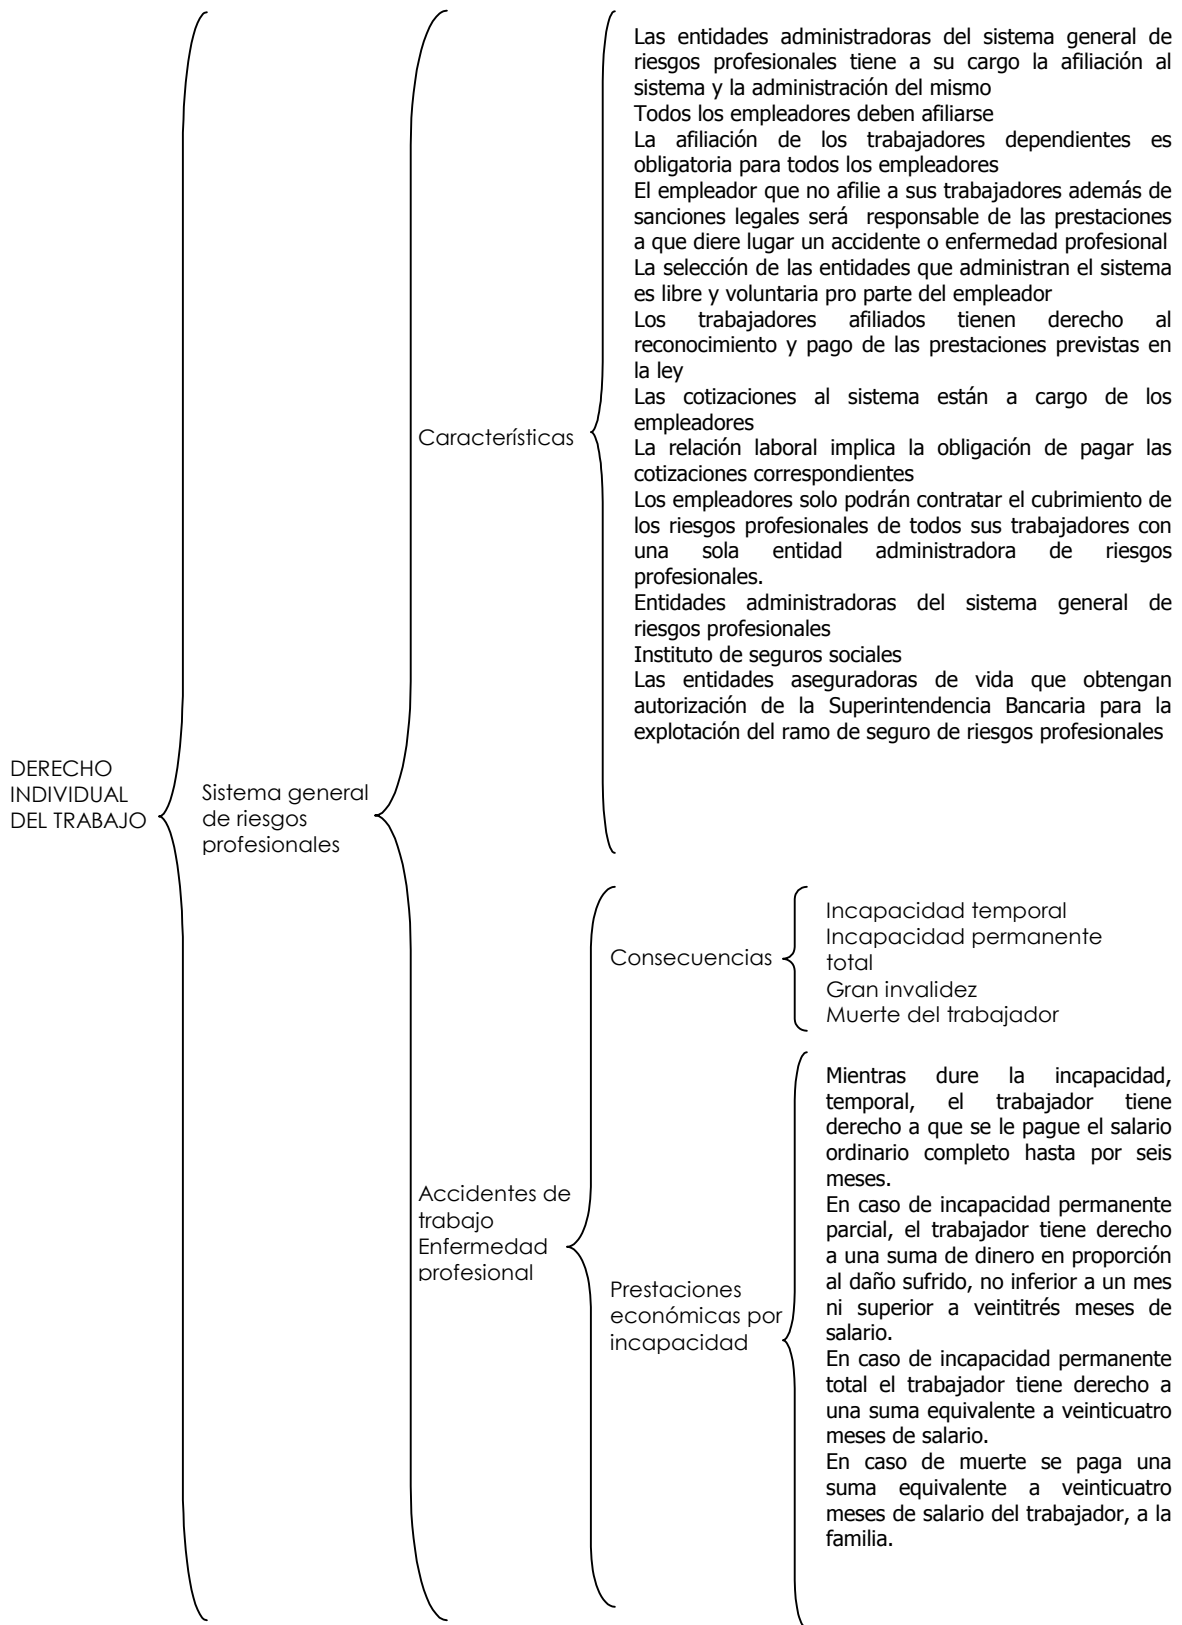 DERECHO
INDIVIDUAL
DEL TRABAJO
Sistema general
de riesgos
profesionales
Características
Las entidades administradoras del sistema general de
riesgos profesionales tiene a su cargo la afiliación al
sistema y la administración del mismo
Todos los empleadores deben afiliarse
La afiliación de los trabajadores dependientes es
obligatoria para todos los empleadores
El empleador que no afilie a sus trabajadores además de
sanciones legales será responsable de las prestaciones
a que diere lugar un accidente o enfermedad profesional
La selección de las entidades que administran el sistema
es libre y voluntaria pro parte del empleador
Los trabajadores afiliados tienen derecho al
reconocimiento y pago de las prestaciones previstas en
la ley
Las cotizaciones al sistema están a cargo de los
empleadores
La relación laboral implica la obligación de pagar las
cotizaciones correspondientes
Los empleadores solo podrán contratar el cubrimiento de
los riesgos profesionales de todos sus trabajadores con
una sola entidad administradora de riesgos
profesionales.
Entidades administradoras del sistema general de
riesgos profesionales
Instituto de seguros sociales
Las entidades aseguradoras de vida que obtengan
autorización de la Superintendencia Bancaria para la
explotación del ramo de seguro de riesgos profesionales
Accidentes de
trabajo
Enfermedad
profesional
Consecuencias
Incapacidad temporal
Incapacidad permanente
total
Gran invalidez
Muerte del trabajador
Prestaciones
económicas por
incapacidad
Mientras dure la incapacidad,
temporal, el trabajador tiene
derecho a que se le pague el salario
ordinario completo hasta por seis
meses.
En caso de incapacidad permanente
parcial, el trabajador tiene derecho
a una suma de dinero en proporción
al daño sufrido, no inferior a un mes
ni superior a veintitrés meses de
salario.
En caso de incapacidad permanente
total el trabajador tiene derecho a
una suma equivalente a veinticuatro
meses de salario.
En caso de muerte se paga una
suma equivalente a veinticuatro
meses de salario del trabajador, a la
familia.